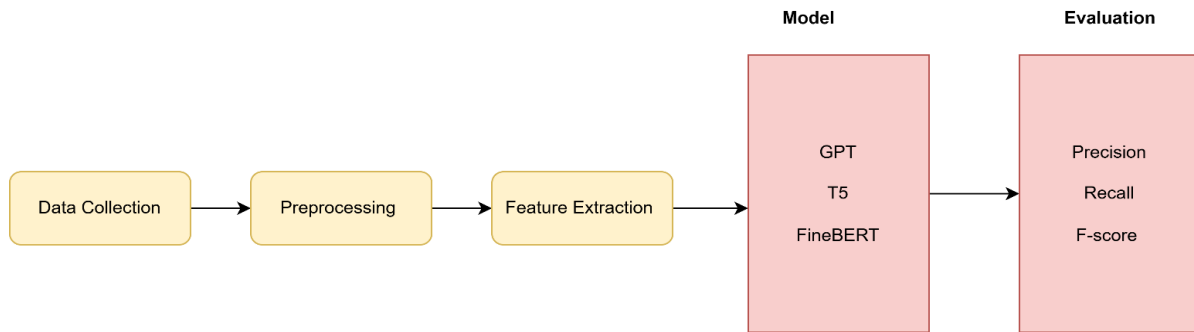 Model
Evaluation
Data Collection
Preprocessing
Feature Extraction
GPT
T5
FineBERT
Precision
Recall
F-score